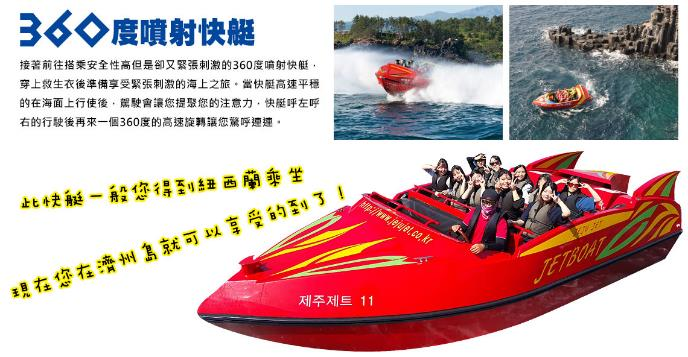 360度噴射快艇
接著前往搭乘安全性高但是卻又緊張刺激的360度噴射快艇，
穿上救生衣後準備享受緊張刺激的海上之旅。當快艇高速平穩
的在海面上行使後，駕駛會讓您提聚您的注意力，快艇呼左呼
右的行駛後再來一個360度的高速旋轉讓您驚呼連連。
此快艇一般您得到紐西蘭乘坐
現在您在濟州島就可以享受的到了！
http://www.jejujet.co.kr
JEJU JET
JETBOAT
제주제트 11